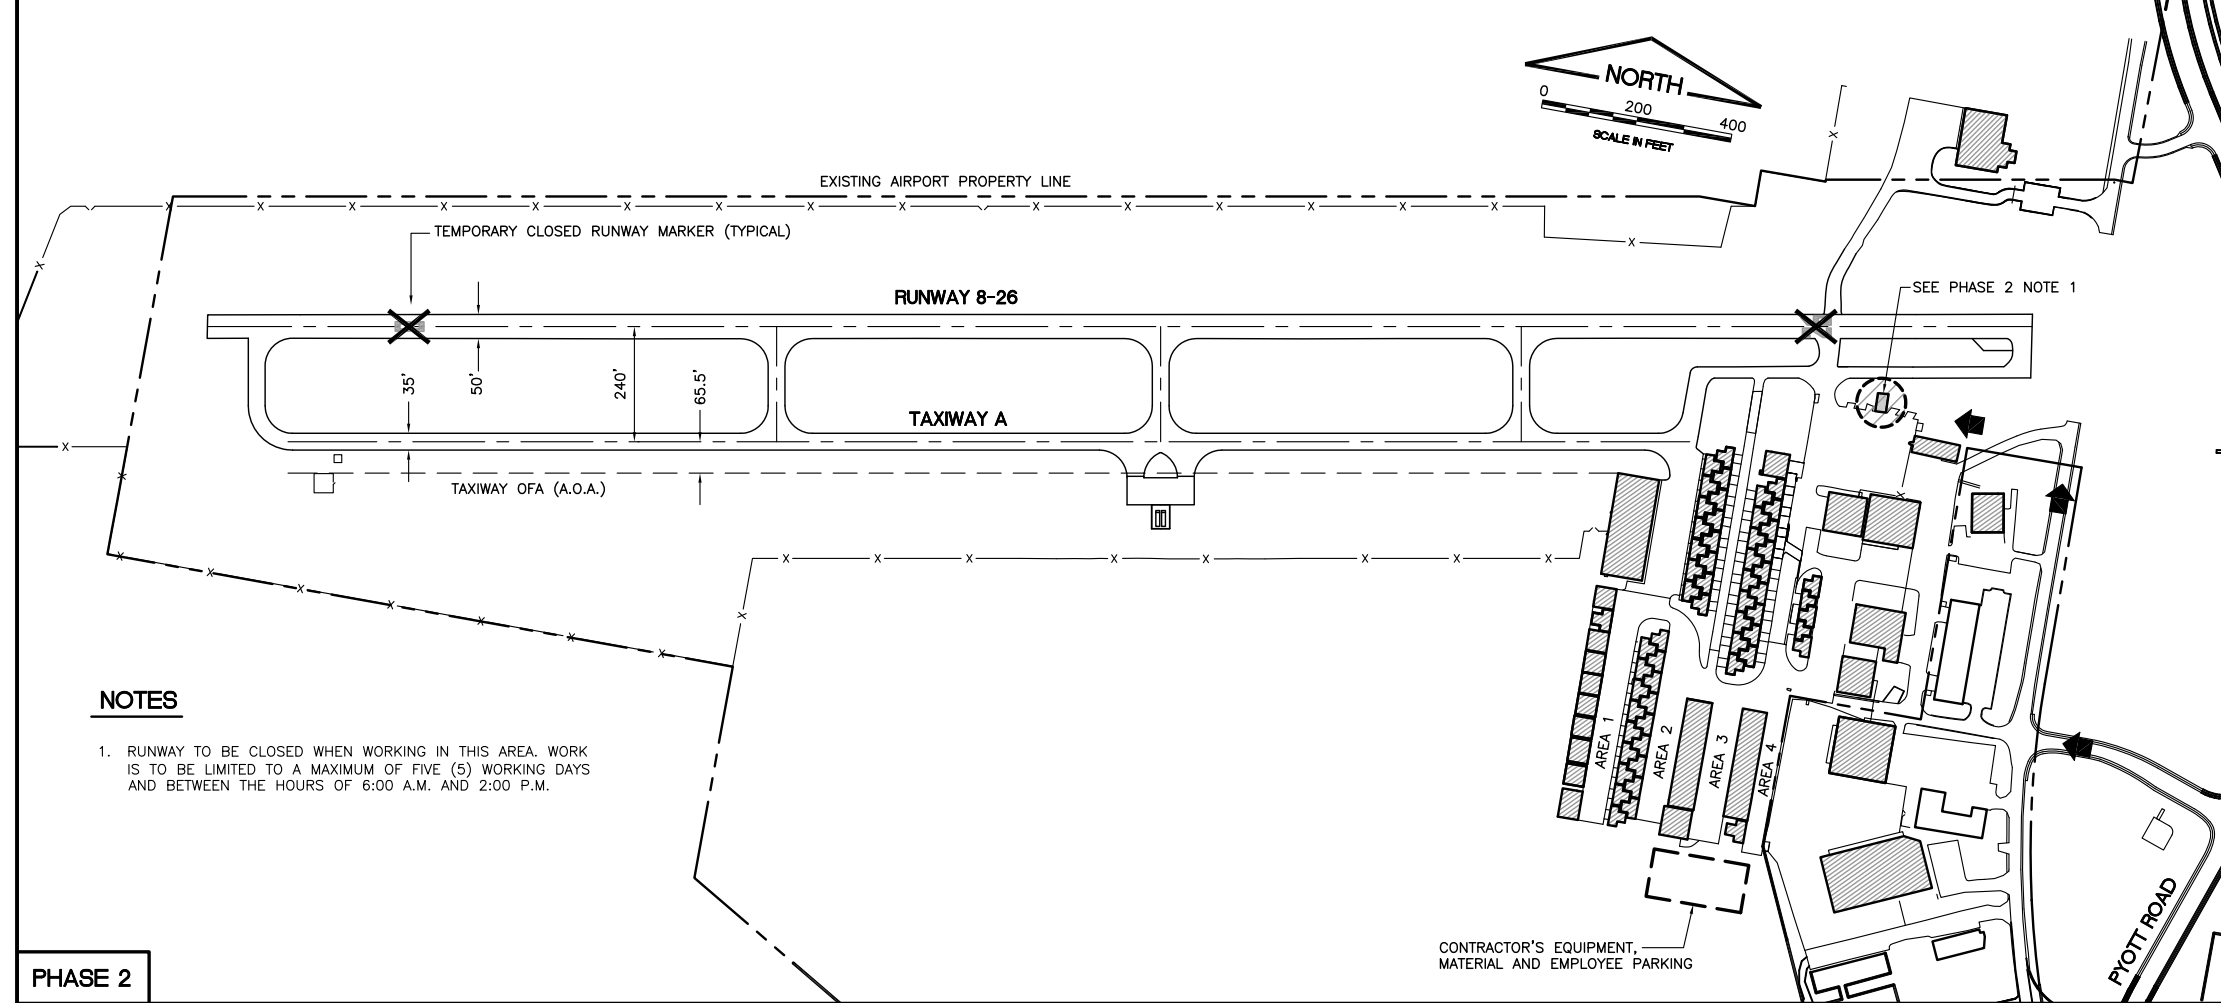 NORTH
0 200 400
SCALE IN FEET
EXISTING AIRPORT PROPERTY LINE
TEMPORARY CLOSED RUNWAY MARKER (TYPICAL)
RUNWAY 8-26
SEE PHASE 2 NOTE 1
35'
50'
240'
65.5'
TAXIWAY A
TAXIWAY OFA (A.O.A.)
NOTES
1. RUNWAY TO BE CLOSED WHEN WORKING IN THIS AREA. WORK
IS TO BE LIMITED TO A MAXIMUM OF FIVE (5) WORKING DAYS
AND BETWEEN THE HOURS OF 6:00 A.M. AND 2:00 P.M.
AREA 1
AREA 2
AREA 3
AREA 4
CONTRACTOR'S EQUIPMENT,
MATERIAL AND EMPLOYEE PARKING
PYOTT ROAD
PHASE 2